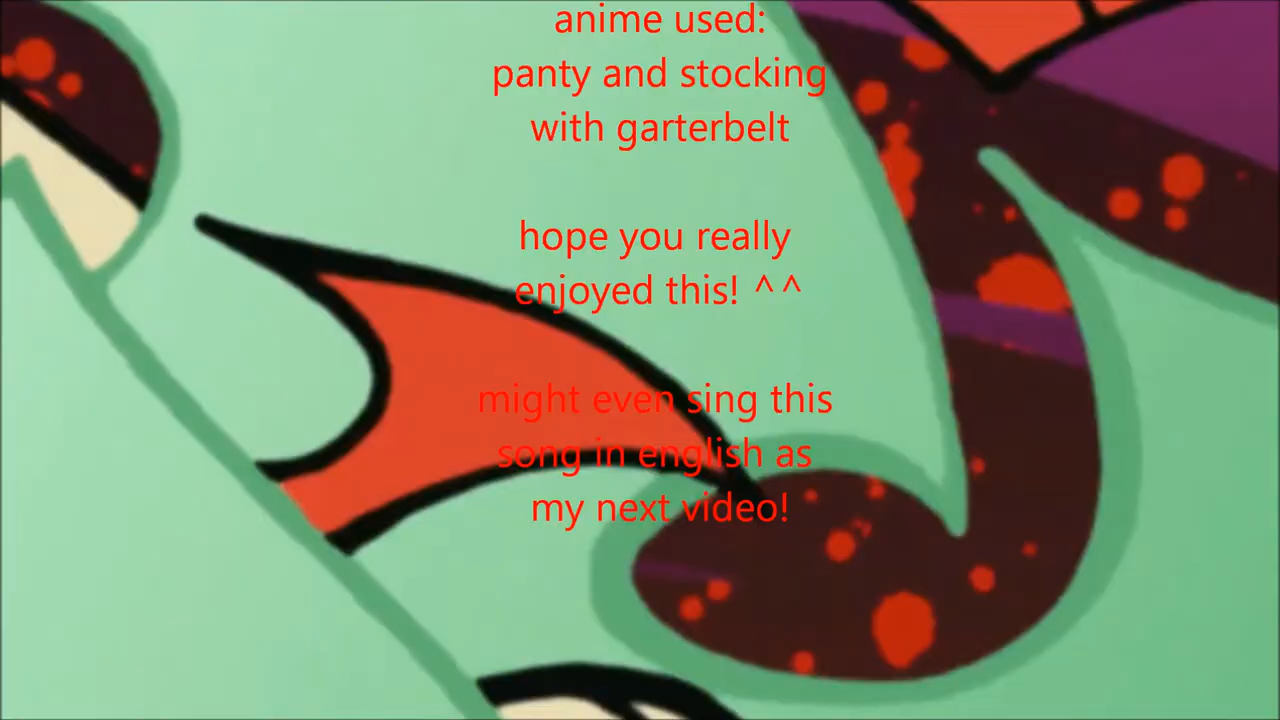 anime used:
panty and stocking
with garterbelt
hope you really
enjoyed this! ^^
might even sing this
song in english as
my next video!